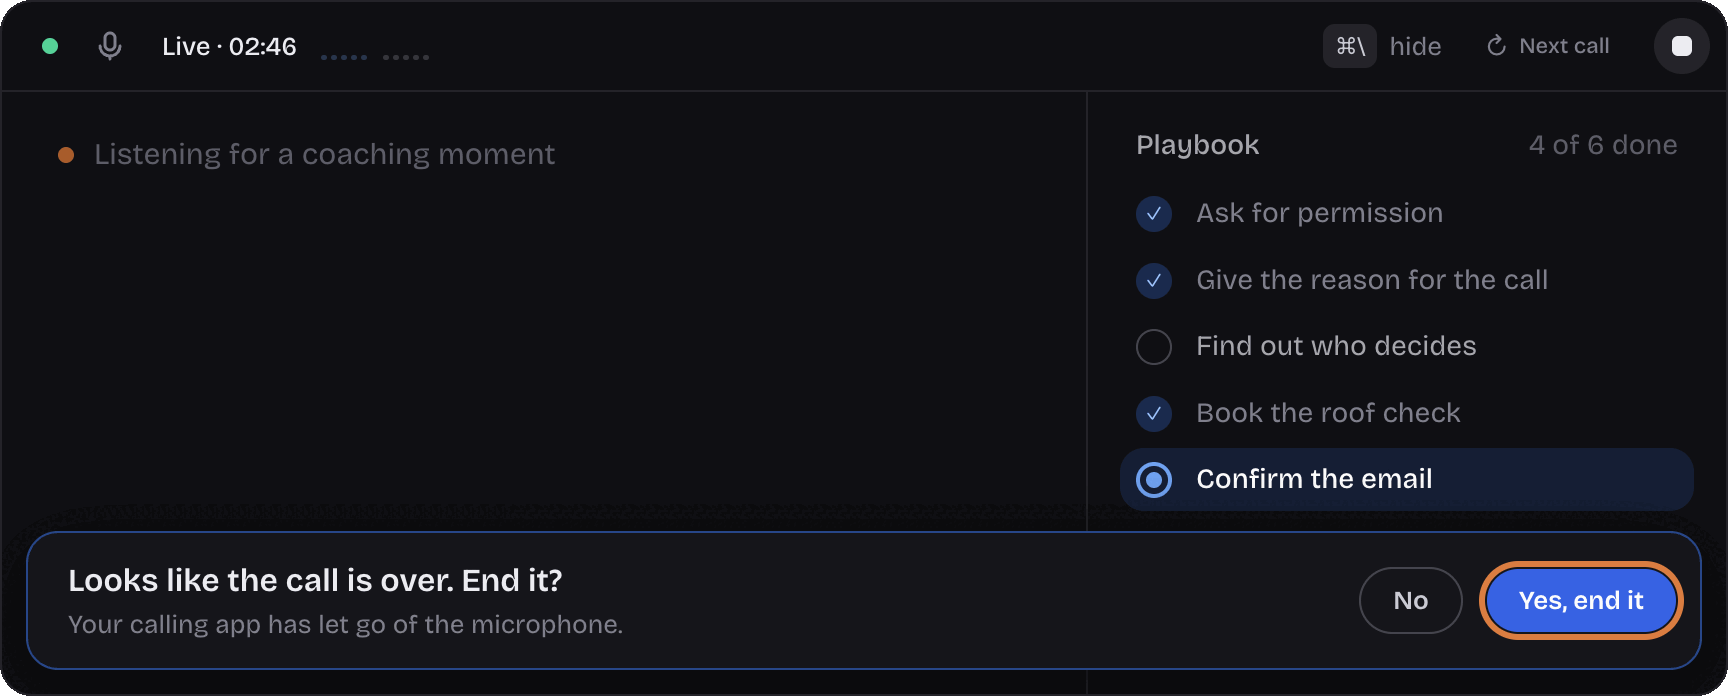 Live · 02:46
⌘\ hide
Next call
Listening for a coaching moment
Playbook
4 of 6 done
Ask for permission
Give the reason for the call
Find out who decides
Book the roof check
Confirm the email
Looks like the call is over. End it?
Your calling app has let go of the microphone.
No
Yes, end it